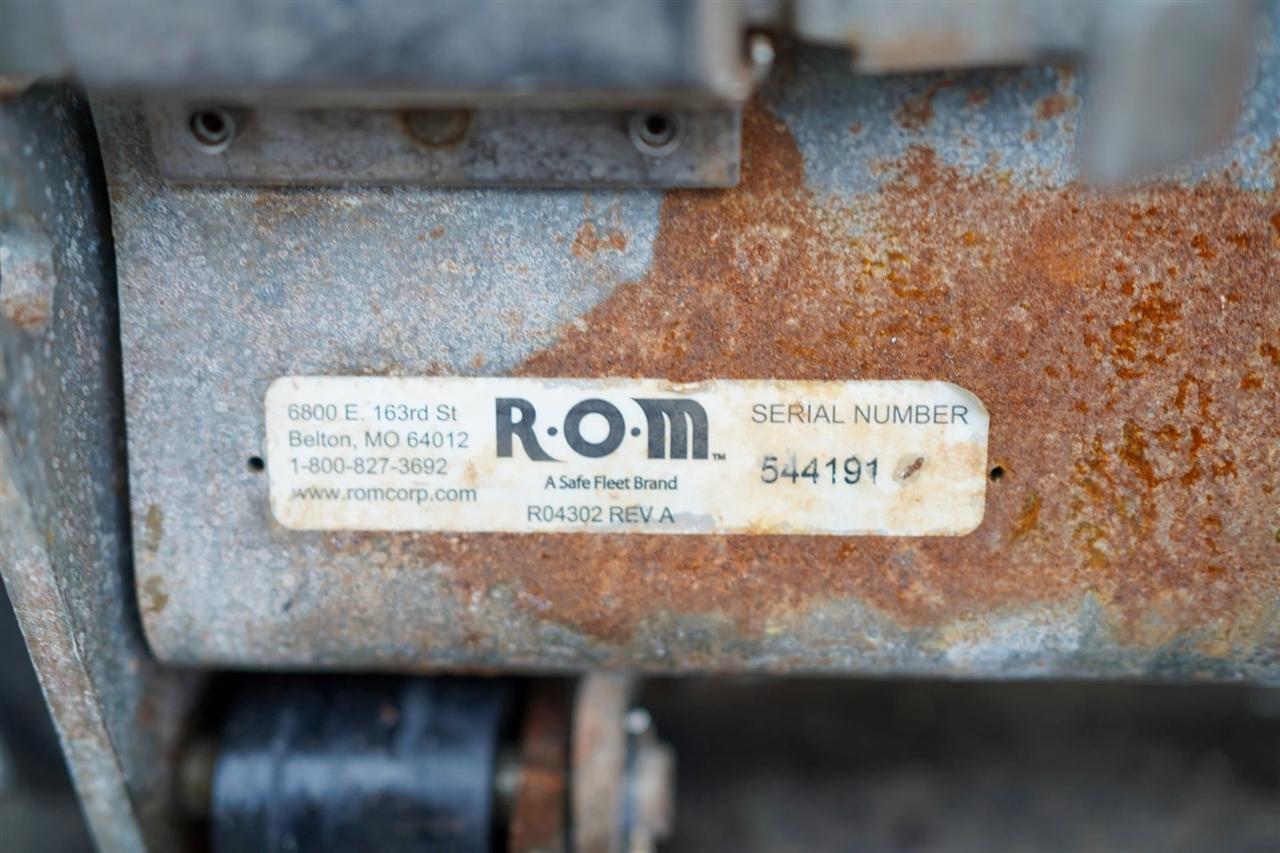 6800 E. 163rd St
Belton, MO 64012
1-800-827-3692
www.romcorp.com
R·O·M™
A Safe Fleet Brand
R04302 REV A
SERIAL NUMBER
544191